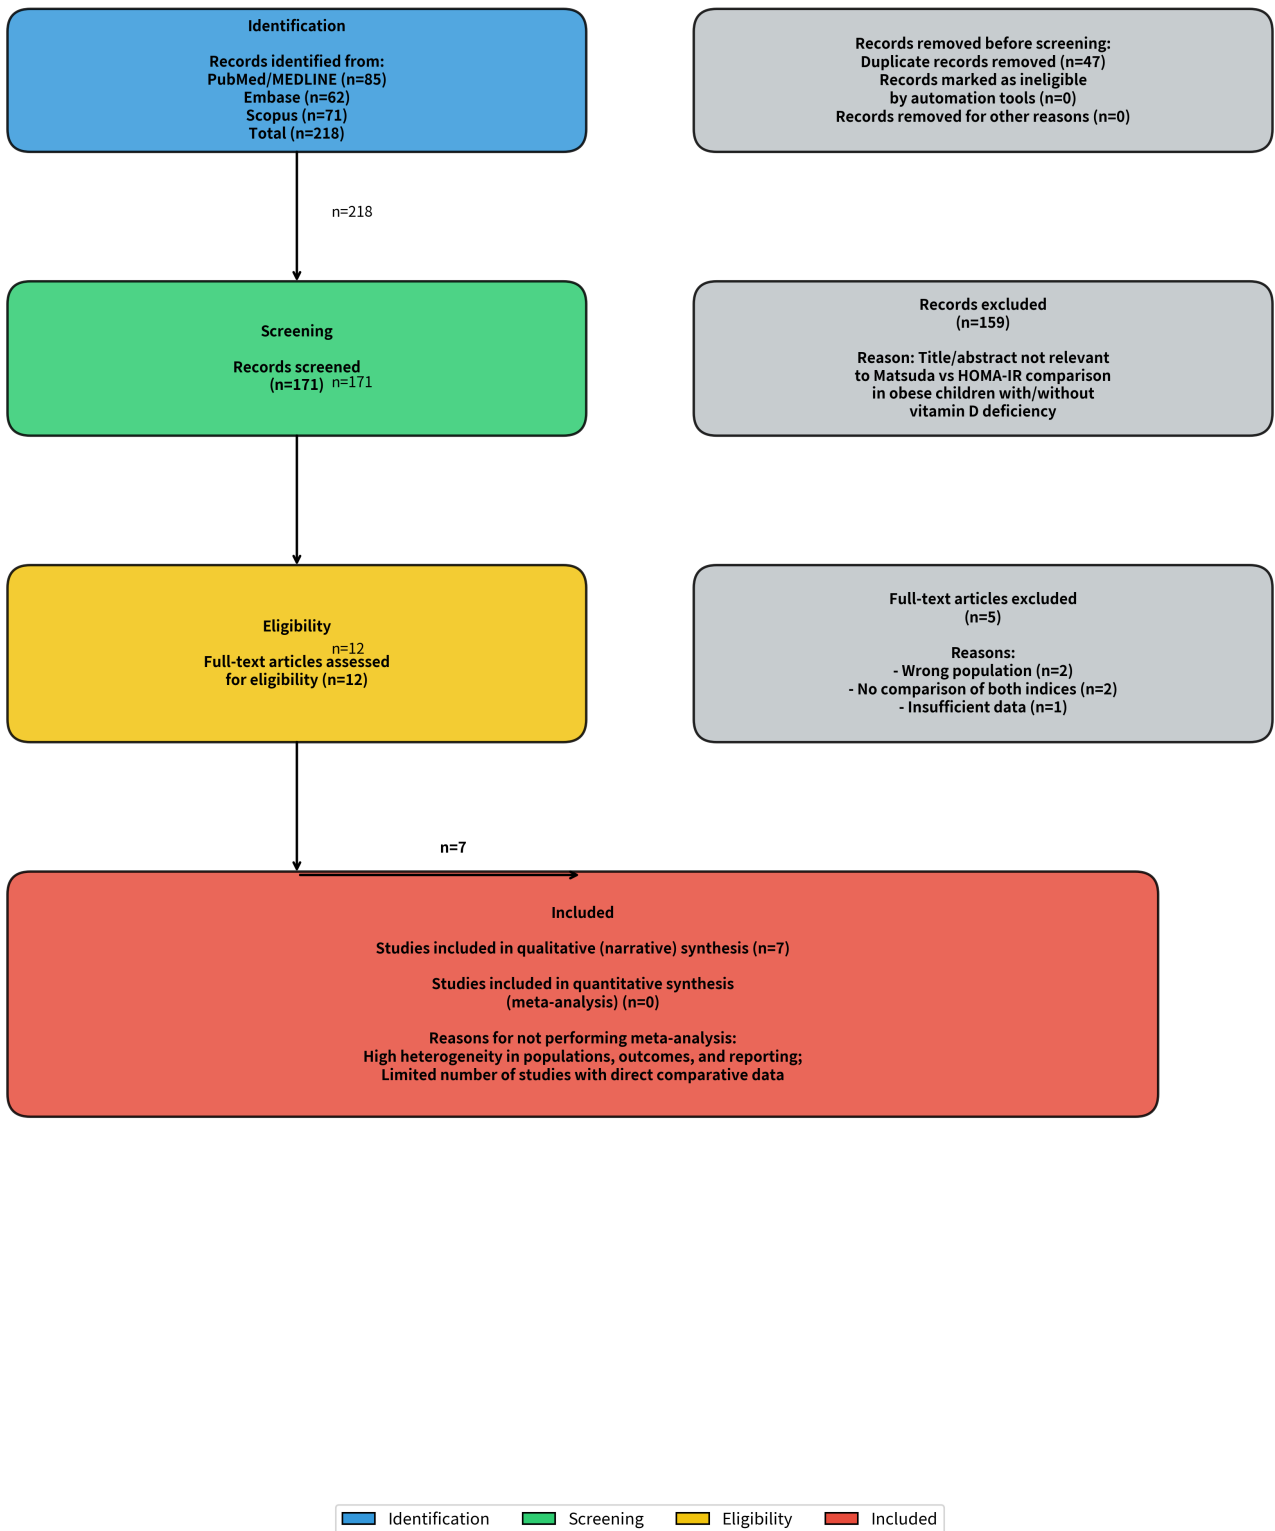 Identification
Records identified from:
PubMed/MEDLINE (n=85)
Embase (n=62)
Scopus (n=71)
Total (n=218)
Records removed before screening:
Duplicate records removed (n=47)
Records marked as ineligible
by automation tools (n=0)
Records removed for other reasons (n=0)
n=218
Screening
Records screened
(n=171)
n=171
Records excluded
(n=159)
Reason: Title/abstract not relevant
to Matsuda vs HOMA-IR comparison
in obese children with/without
vitamin D deficiency
Eligibility
n=12
Full-text articles assessed
for eligibility (n=12)
Full-text articles excluded
(n=5)
Reasons:
- Wrong population (n=2)
- No comparison of both indices (n=2)
- Insufficient data (n=1)
n=7
Included
Studies included in qualitative (narrative) synthesis (n=7)
Studies included in quantitative synthesis
(meta-analysis) (n=0)
Reasons for not performing meta-analysis:
High heterogeneity in populations, outcomes, and reporting;
Limited number of studies with direct comparative data
Identification
Screening
Eligibility
Included